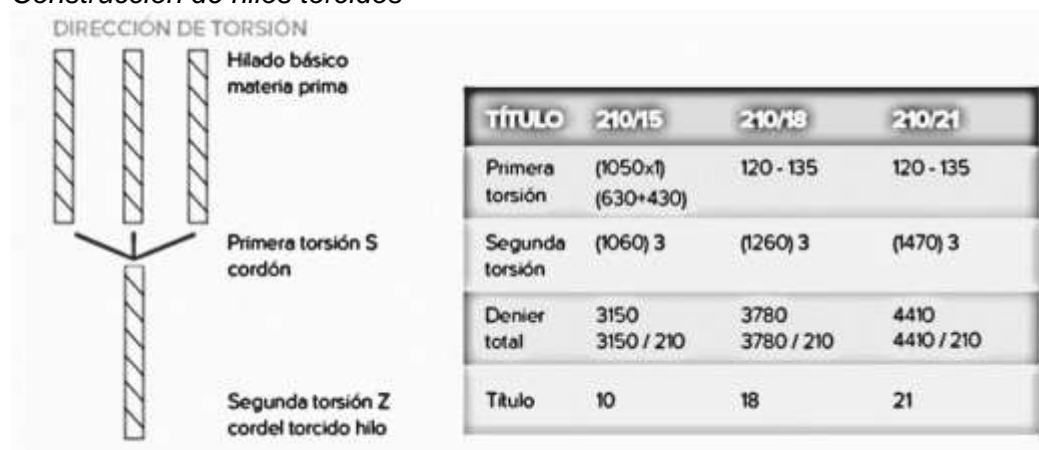 Construcción de hilos torcidos
DIRECCIÓN DE TORSIÓN
Hilado básico
materia prima
Primera torsión S
cordón
Segunda torsión Z
cordel torcido hilo
TÍTULO 210/15 210/18 210/21
Primera (1050x1) 120 - 135 120 - 135
torsión (630+430)
Segunda (1060) 3 (1260) 3 (1470) 3
torsión
Denier 3150 3780 4410
total 3150 / 210 3780 / 210 4410 / 210
Título 10 18 21